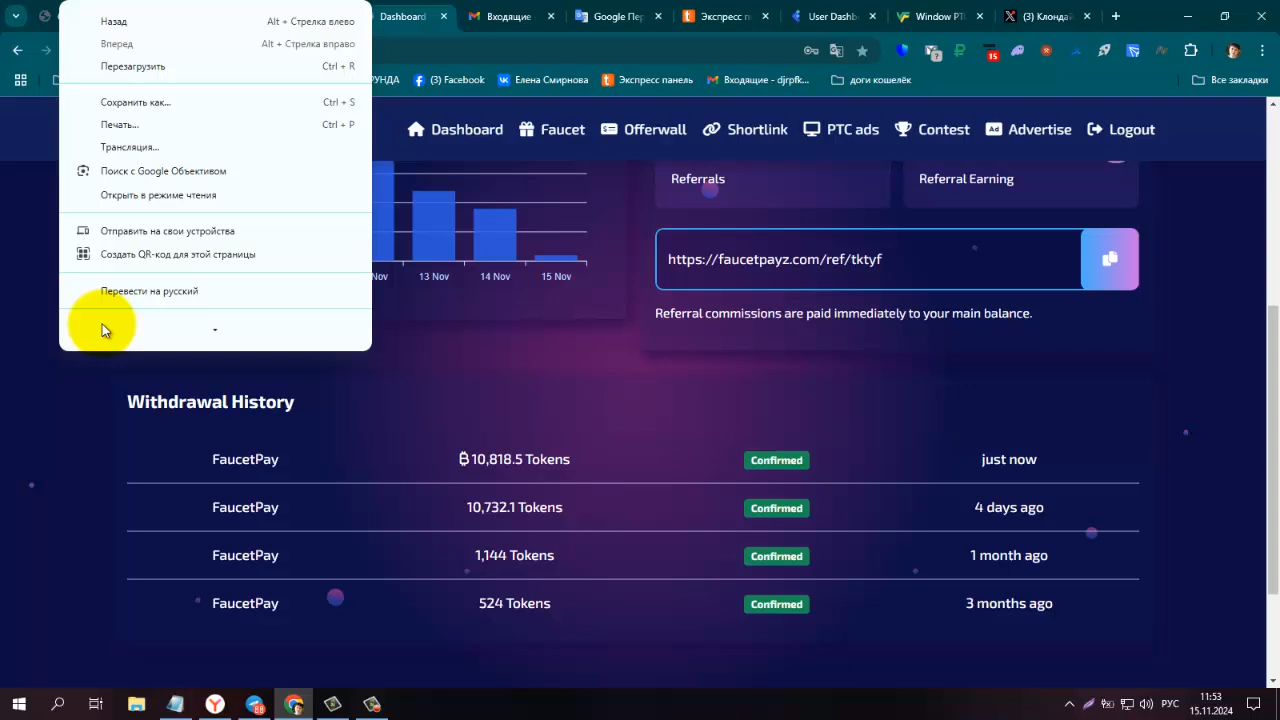 Dashboard
Входящие
Google Пер
Экспресс п
User Dashb
Window PT
(3) Клонда
Назад Alt + Стрелка влево
Вперед Alt + Стрелка вправо
Перезагрузить Ctrl + R
Сохранить как... Ctrl + S
Печать... Ctrl + P
Трансляция...
Поиск с Google Объективом
Открыть в режиме чтения
Отправить на свои устройства
Создать QR-код для этой страницы
Перевести на русский
?
15
УНДА
(3) Facebook
Елена Смирнова
Экспресс панель
Входящие - djrpfk...
доги кошелёк
Все закладки
Dashboard
Faucet
Offerwall
Shortlink
PTC ads
Contest
Ad Advertise
Logout
Nov 13 Nov 14 Nov 15 Nov
Referrals
Referral Earning
https://faucetpayz.com/ref/tktyf
Referral commissions are paid immediately to your main balance.
Withdrawal History
FaucetPay ₿ 10,818.5 Tokens Confirmed just now
FaucetPay 10,732.1 Tokens Confirmed 4 days ago
FaucetPay 1,144 Tokens Confirmed 1 month ago
FaucetPay 524 Tokens Confirmed 3 months ago
88
РУС
11:53
15.11.2024